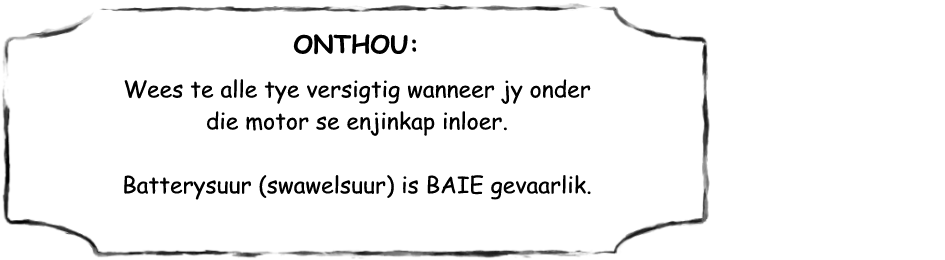 ONTHOU:
Wees te alle tye versigtig wanneer jy onder
die motor se enjinkap inloer.
Batterysuur (swawelsuur) is BAIE gevaarlik.